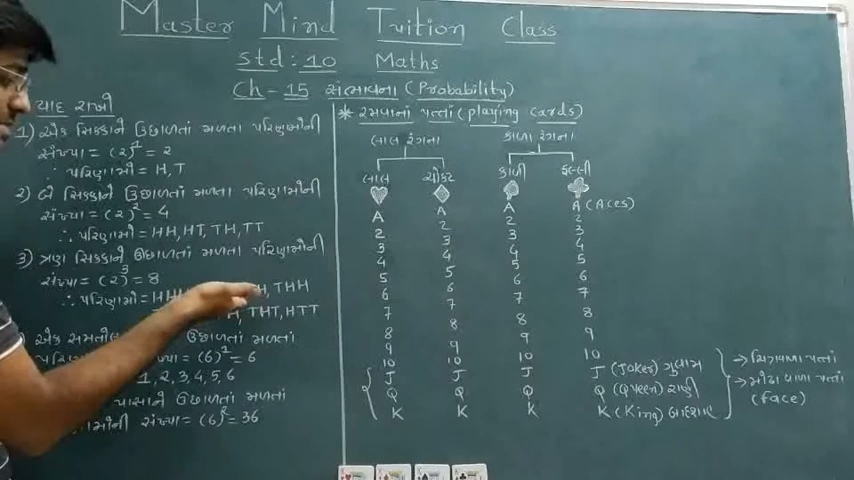 Master Mind Tuition Class
std : 10 Maths
Ch - 15 સંભાવના (Probability)
યાદ રાખો
1) એક સિક્કાને ઉછાળતાં મળતા પરિણામોની
સંખ્યા = (2)^1 = 2
∴ પરિણામો = H, T
2) બે સિક્કાને ઉછાળતાં મળતા પરિણામોની
સંખ્યા = (2)^2 = 4
∴ પરિણામો = HH, HT, TH, TT
3) ત્રણ સિક્કાને ઉછાળતાં મળતા પરિણામોની
સંખ્યા = (2)^3 = 8
∴ પરિણામો = HHH, THH
H, THT, HTT
એક સમતોલ ઉછાળતાં મળતાં
સંખ્યા = (6)^1 = 6
1, 2, 3, 4, 5, 6
પાસાને ઉછાળતાં મળતાં
સંખ્યા = (6)^2 = 36
* રમવાનાં પત્તાં (playing cards)
લાલ રંગના કાળા રંગના
લાલ ચોકટ કાળી ફલ્લી
♥ ♦ ♠ ♣
A A A A (Aces)
2 2 2 2
3 3 3 3
4 4 4 4
5 5 5 5
6 6 6 6
7 7 7 7
8 8 8 8
9 9 9 9
10 10 10 10
J J J J (Joker) ગુલામ → ચિત્રવાળા પત્તાં
Q Q Q Q (Queen) રાણી → મોઢા વાળા પત્તાં
K K K K (King) બાદશાહ (face)